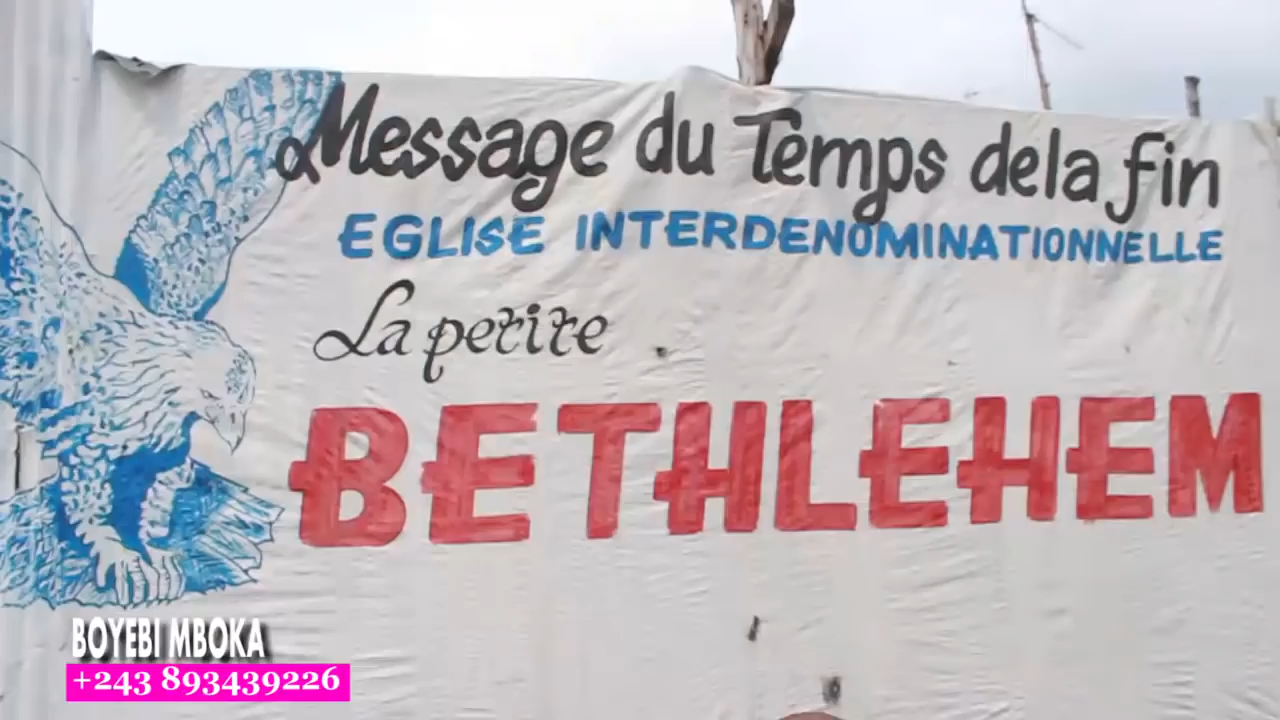 Message du Temps dela fin
EGLISE INTERDENOMINATIONNELLE
La petite
BETHLEHEM
BOYEBI MBOKA
+243 893439226